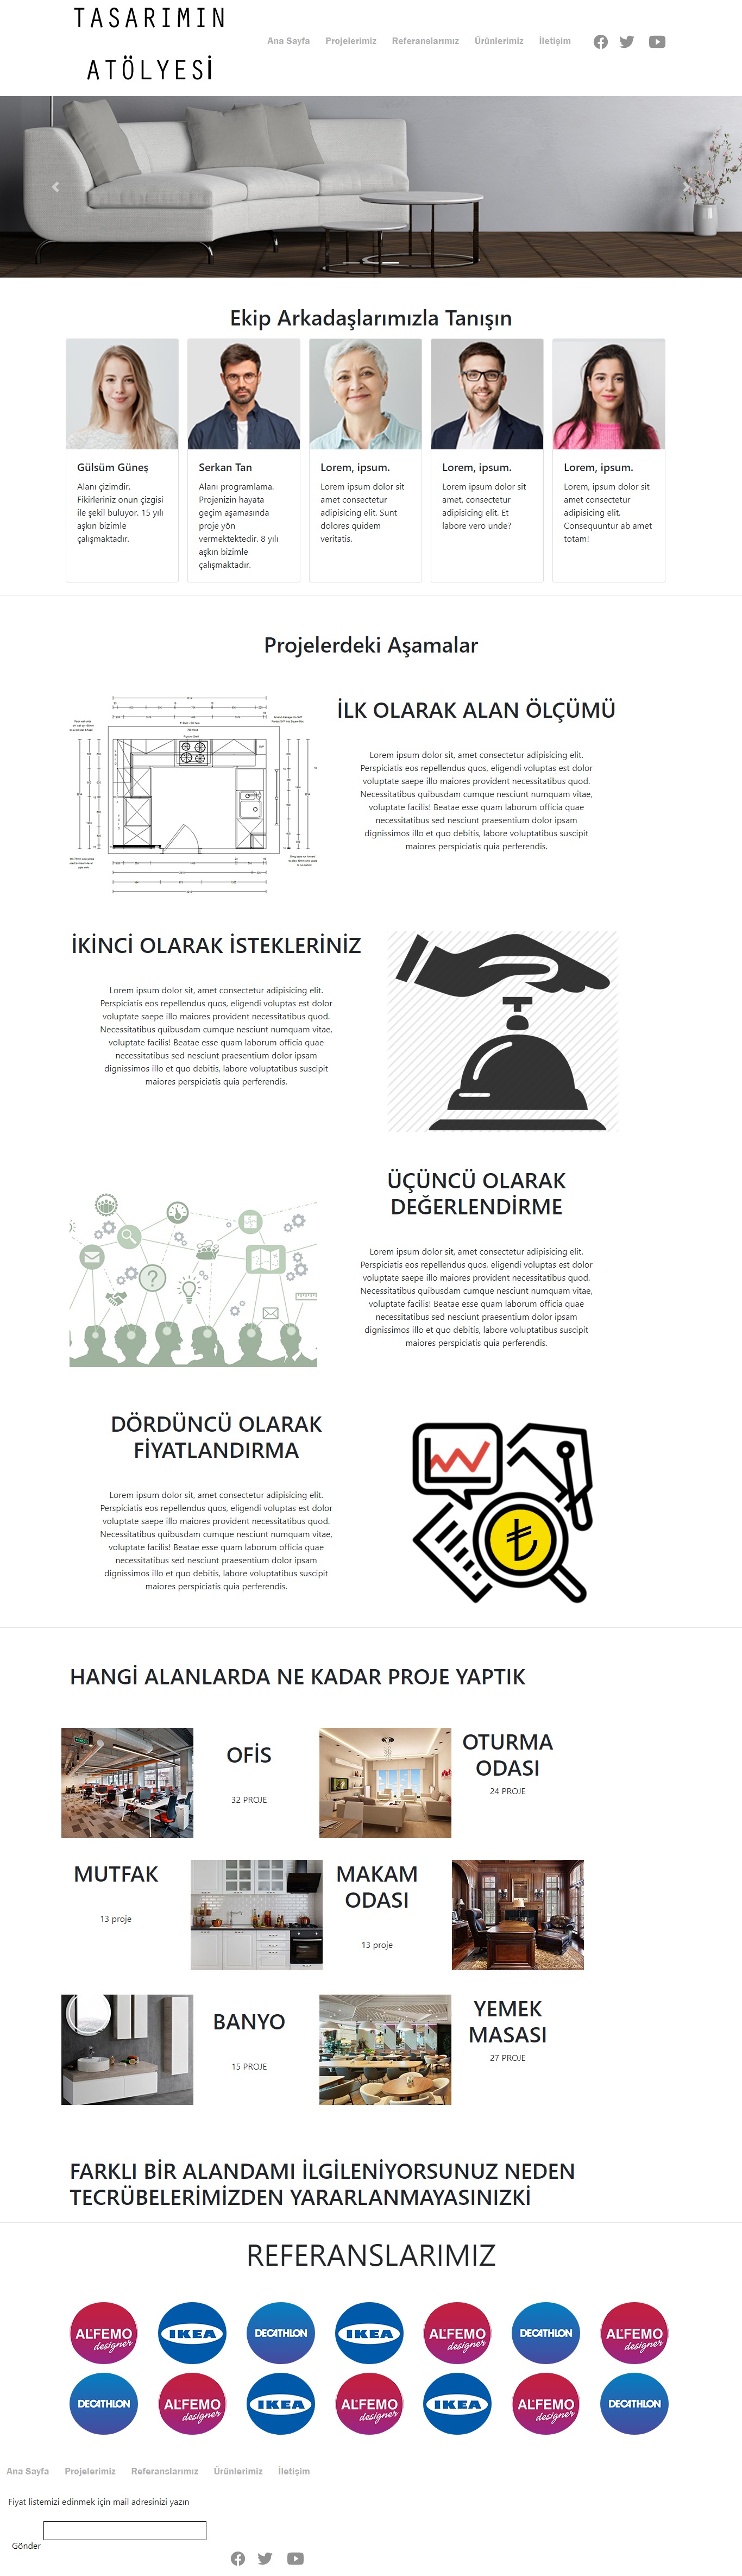 TASARIMIN
ATÖLYESİ
Ana Sayfa Projelerimiz Referanslarımız Ürünlerimiz İletişim
Ekip Arkadaşlarımızla Tanışın
Gülsüm Güneş
Alanı çizimdir.
Fikirleriniz onun çizgisi
ile şekil buluyor. 15 yılı
aşkın bizimle
çalışmaktadır.
Serkan Tan
Alanı programlama.
Projenizin hayata
geçim aşamasında
proje yön
vermektektedir. 8 yılı
aşkın bizimle
çalışmaktadır.
Lorem, ipsum.
Lorem ipsum dolor sit
amet consectetur
adipisicing elit. Sunt
dolores quidem
veritatis.
Lorem, ipsum.
Lorem ipsum dolor sit
amet, consectetur
adipisicing elit. Et
labore vero unde?
Lorem, ipsum.
Lorem, ipsum dolor sit
amet consectetur
adipisicing elit.
Consequuntur ab amet
totam!
Projelerdeki Aşamalar
İLK OLARAK ALAN ÖLÇÜMÜ
Lorem ipsum dolor sit, amet consectetur adipisicing elit.
Perspiciatis eos repellendus quos, eligendi voluptas est dolor
voluptate saepe illo maiores provident necessitatibus quod.
Necessitatibus quibusdam cumque nesciunt numquam vitae,
voluptate facilis! Beatae esse quam laborum officia quae
necessitatibus sed nesciunt praesentium dolor ipsam
dignissimos illo et quo debitis, labore voluptatibus suscipit
maiores perspiciatis quia perferendis.
İKİNCİ OLARAK İSTEKLERİNİZ
Lorem ipsum dolor sit, amet consectetur adipisicing elit.
Perspiciatis eos repellendus quos, eligendi voluptas est dolor
voluptate saepe illo maiores provident necessitatibus quod.
Necessitatibus quibusdam cumque nesciunt numquam vitae,
voluptate facilis! Beatae esse quam laborum officia quae
necessitatibus sed nesciunt praesentium dolor ipsam
dignissimos illo et quo debitis, labore voluptatibus suscipit
maiores perspiciatis quia perferendis.
ÜÇÜNCÜ OLARAK
DEĞERLENDİRME
Lorem ipsum dolor sit, amet consectetur adipisicing elit.
Perspiciatis eos repellendus quos, eligendi voluptas est dolor
voluptate saepe illo maiores provident necessitatibus quod.
Necessitatibus quibusdam cumque nesciunt numquam vitae,
voluptate facilis! Beatae esse quam laborum officia quae
necessitatibus sed nesciunt praesentium dolor ipsam
dignissimos illo et quo debitis, labore voluptatibus suscipit
maiores perspiciatis quia perferendis.
DÖRDÜNCÜ OLARAK
FİYATLANDIRMA
Lorem ipsum dolor sit, amet consectetur adipisicing elit.
Perspiciatis eos repellendus quos, eligendi voluptas est dolor
voluptate saepe illo maiores provident necessitatibus quod.
Necessitatibus quibusdam cumque nesciunt numquam vitae,
voluptate facilis! Beatae esse quam laborum officia quae
necessitatibus sed nesciunt praesentium dolor ipsam
dignissimos illo et quo debitis, labore voluptatibus suscipit
maiores perspiciatis quia perferendis.
HANGİ ALANLARDA NE KADAR PROJE YAPTIK
OFİS
32 PROJE
OTURMA
ODASI
24 PROJE
MUTFAK
13 proje
MAKAM
ODASI
13 proje
BANYO
15 PROJE
YEMEK
MASASI
27 PROJE
FARKLI BİR ALANDAMI İLGİLENİYORSUNUZ NEDEN
TECRÜBELERİMİZDEN YARARLANMAYASINIZKİ
REFERANSLARIMIZ
ALFEMO designer IKEA DECATHLON IKEA ALFEMO designer DECATHLON ALFEMO designer
DECATHLON ALFEMO designer IKEA ALFEMO designer IKEA ALFEMO designer DECATHLON
Ana Sayfa Projelerimiz Referanslarımız Ürünlerimiz İletişim
Fiyat listemizi edinmek için mail adresinizi yazın
Gönder